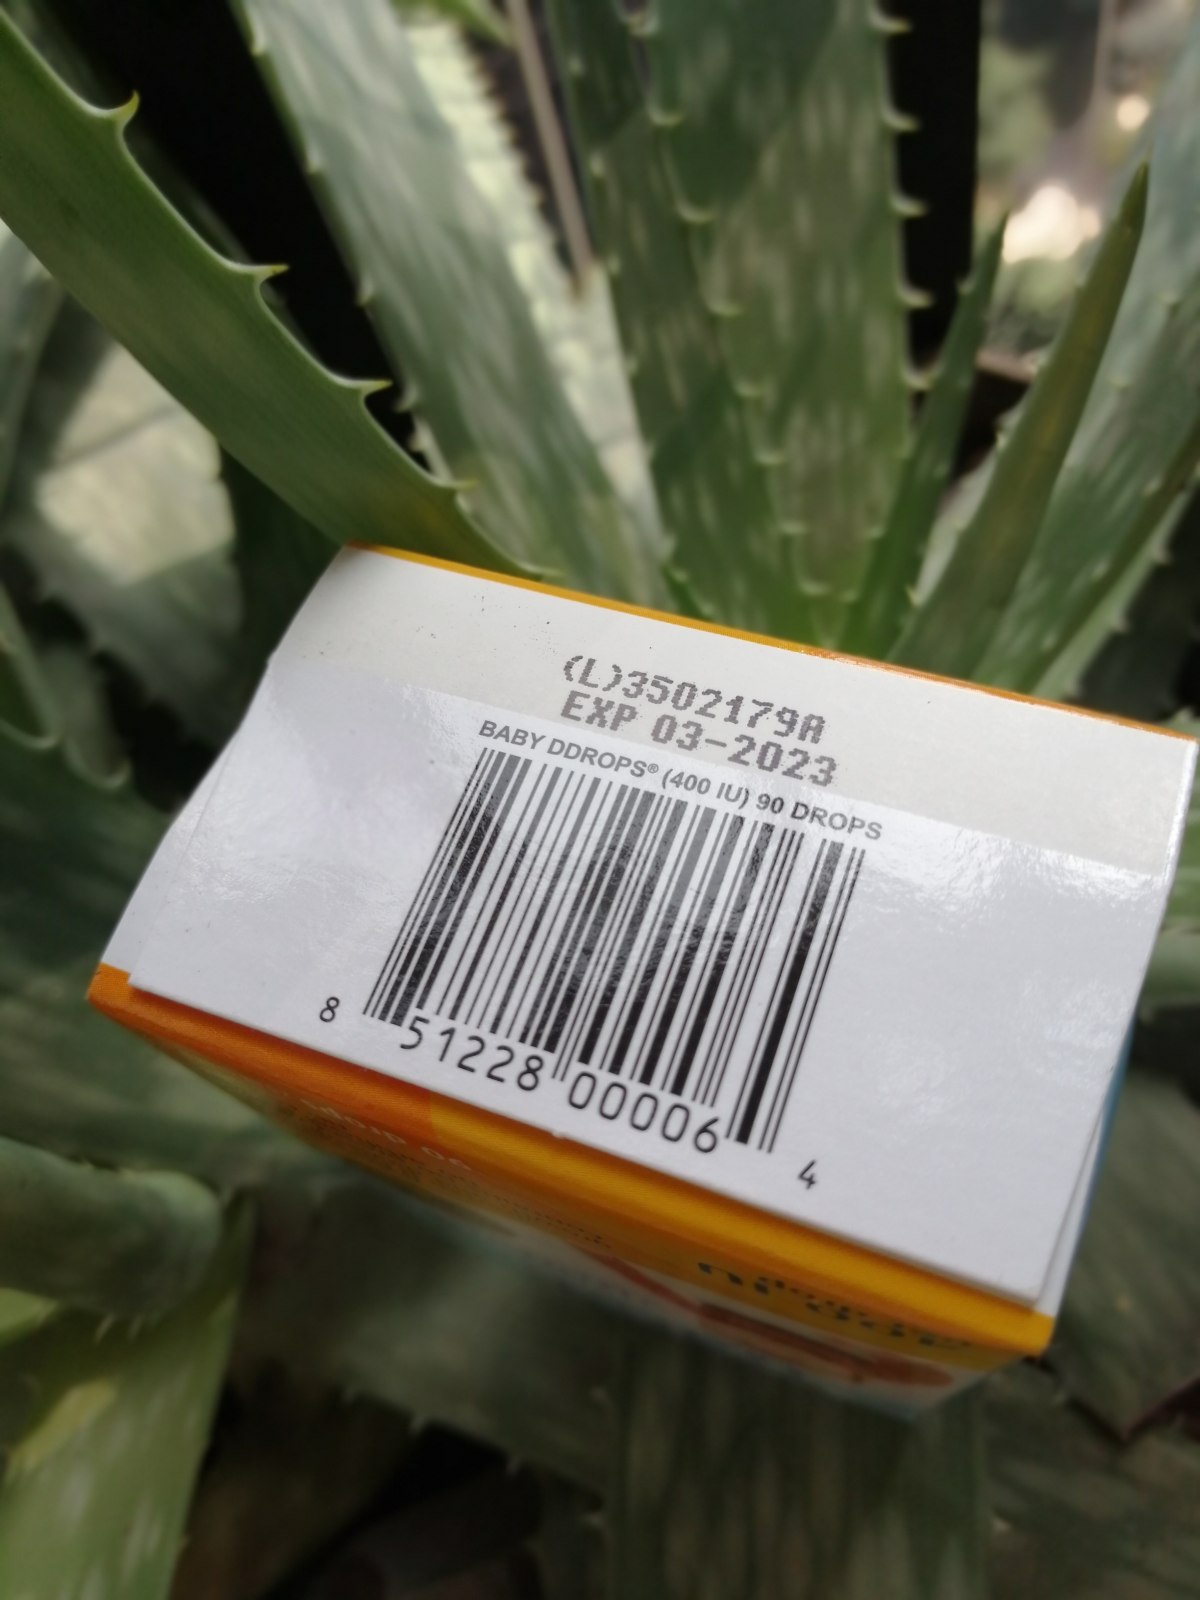 (L)3502179A
EXP 03-2023
BABY DDROPS® (400 IU) 90 DROPS
8 51228 00006 4